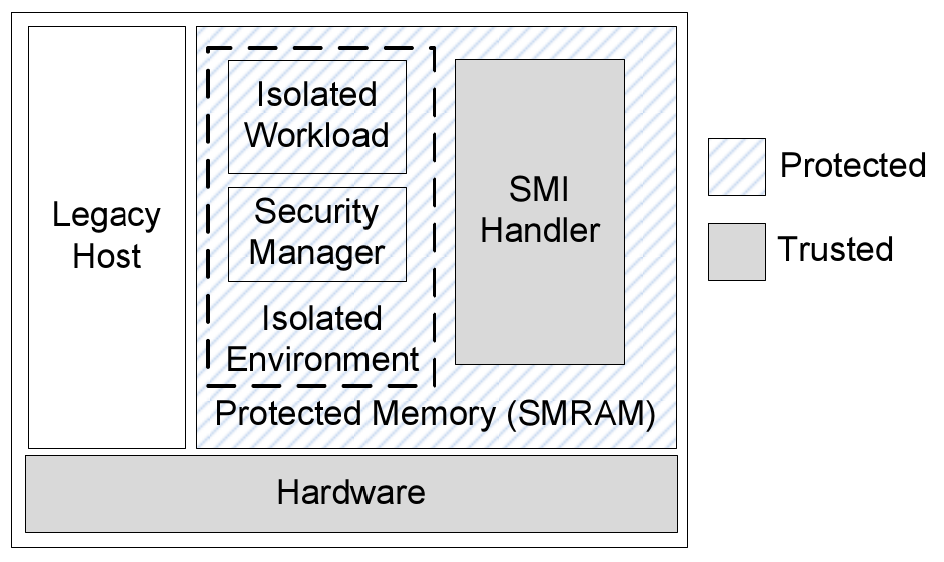 Legacy
Host
Isolated
Workload
Security
Manager
Isolated
Environment
SMI
Handler
Protected Memory (SMRAM)
Hardware
Protected
Trusted